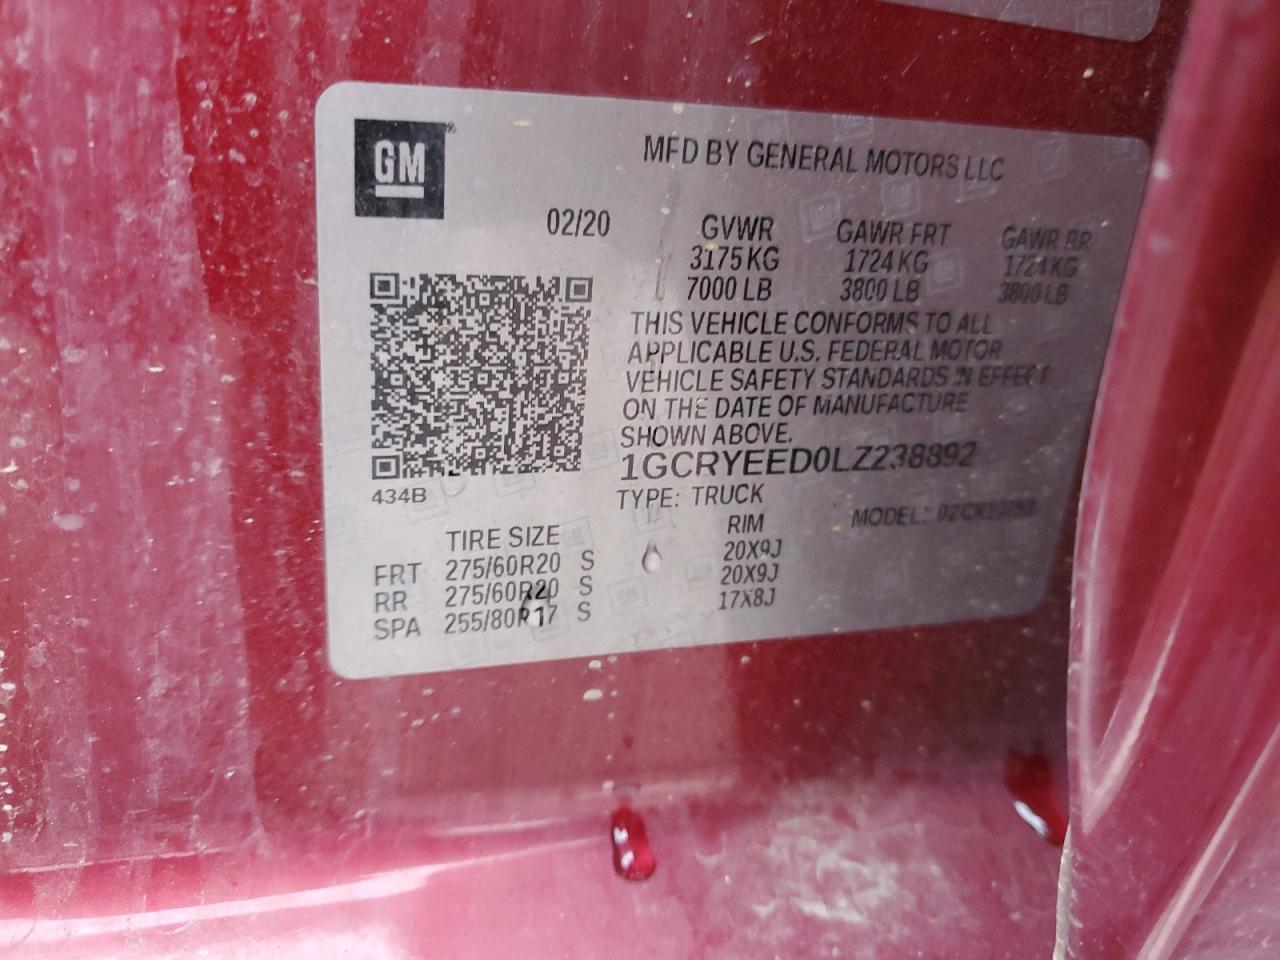 GM
MFD BY GENERAL MOTORS LLC
02/20
GVWR GAWR FRT GAWR RR
3175 KG 1724 KG 1724 KG
7000 LB 3800 LB 3800 LB
THIS VEHICLE CONFORMS TO ALL
APPLICABLE U.S. FEDERAL MOTOR
VEHICLE SAFETY STANDARDS IN EFFECT
ON THE DATE OF MANUFACTURE
SHOWN ABOVE.
1GCRYEED0LZ238892
434B
TYPE: TRUCK
MODEL:
TIRE SIZE RIM
FRT 275/60R20 S 20X9J
RR 275/60R20 S 20X9J
SPA 255/80R17 S 17X8J